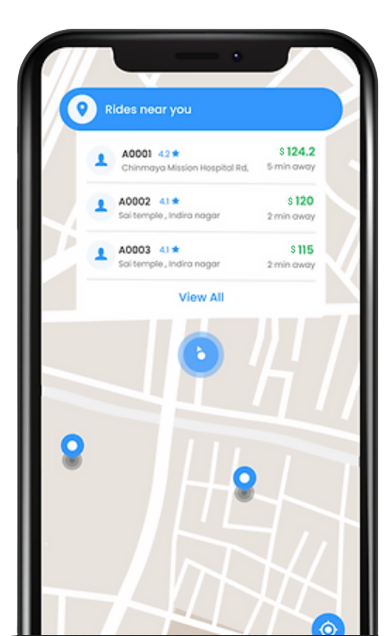 Rides near you
A0001 4.2 $ 124.2
Chinmaya Mission Hospital Rd, 5 min away
A0002 4.1 $ 120
Sai temple , Indira nagar 2 min away
A0003 4.1 $ 115
Sai temple , Indira nagar 2 min away
View All